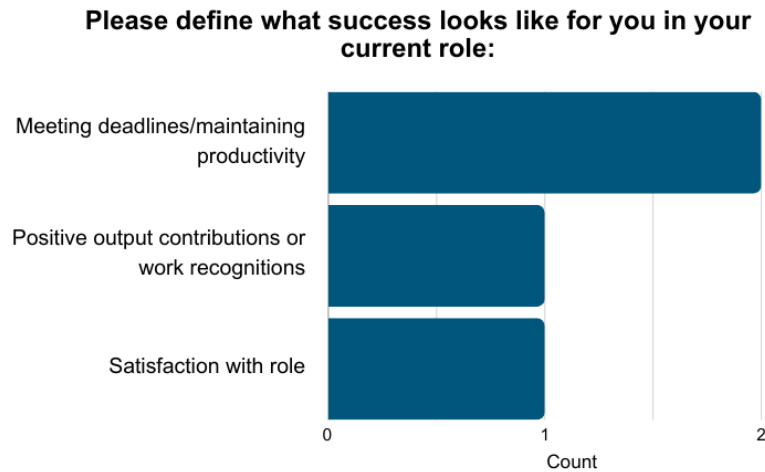 Please define what success looks like for you in your
current role:
Meeting deadlines/maintaining
productivity
Positive output contributions or
work recognitions
Satisfaction with role
0
1
2
Count